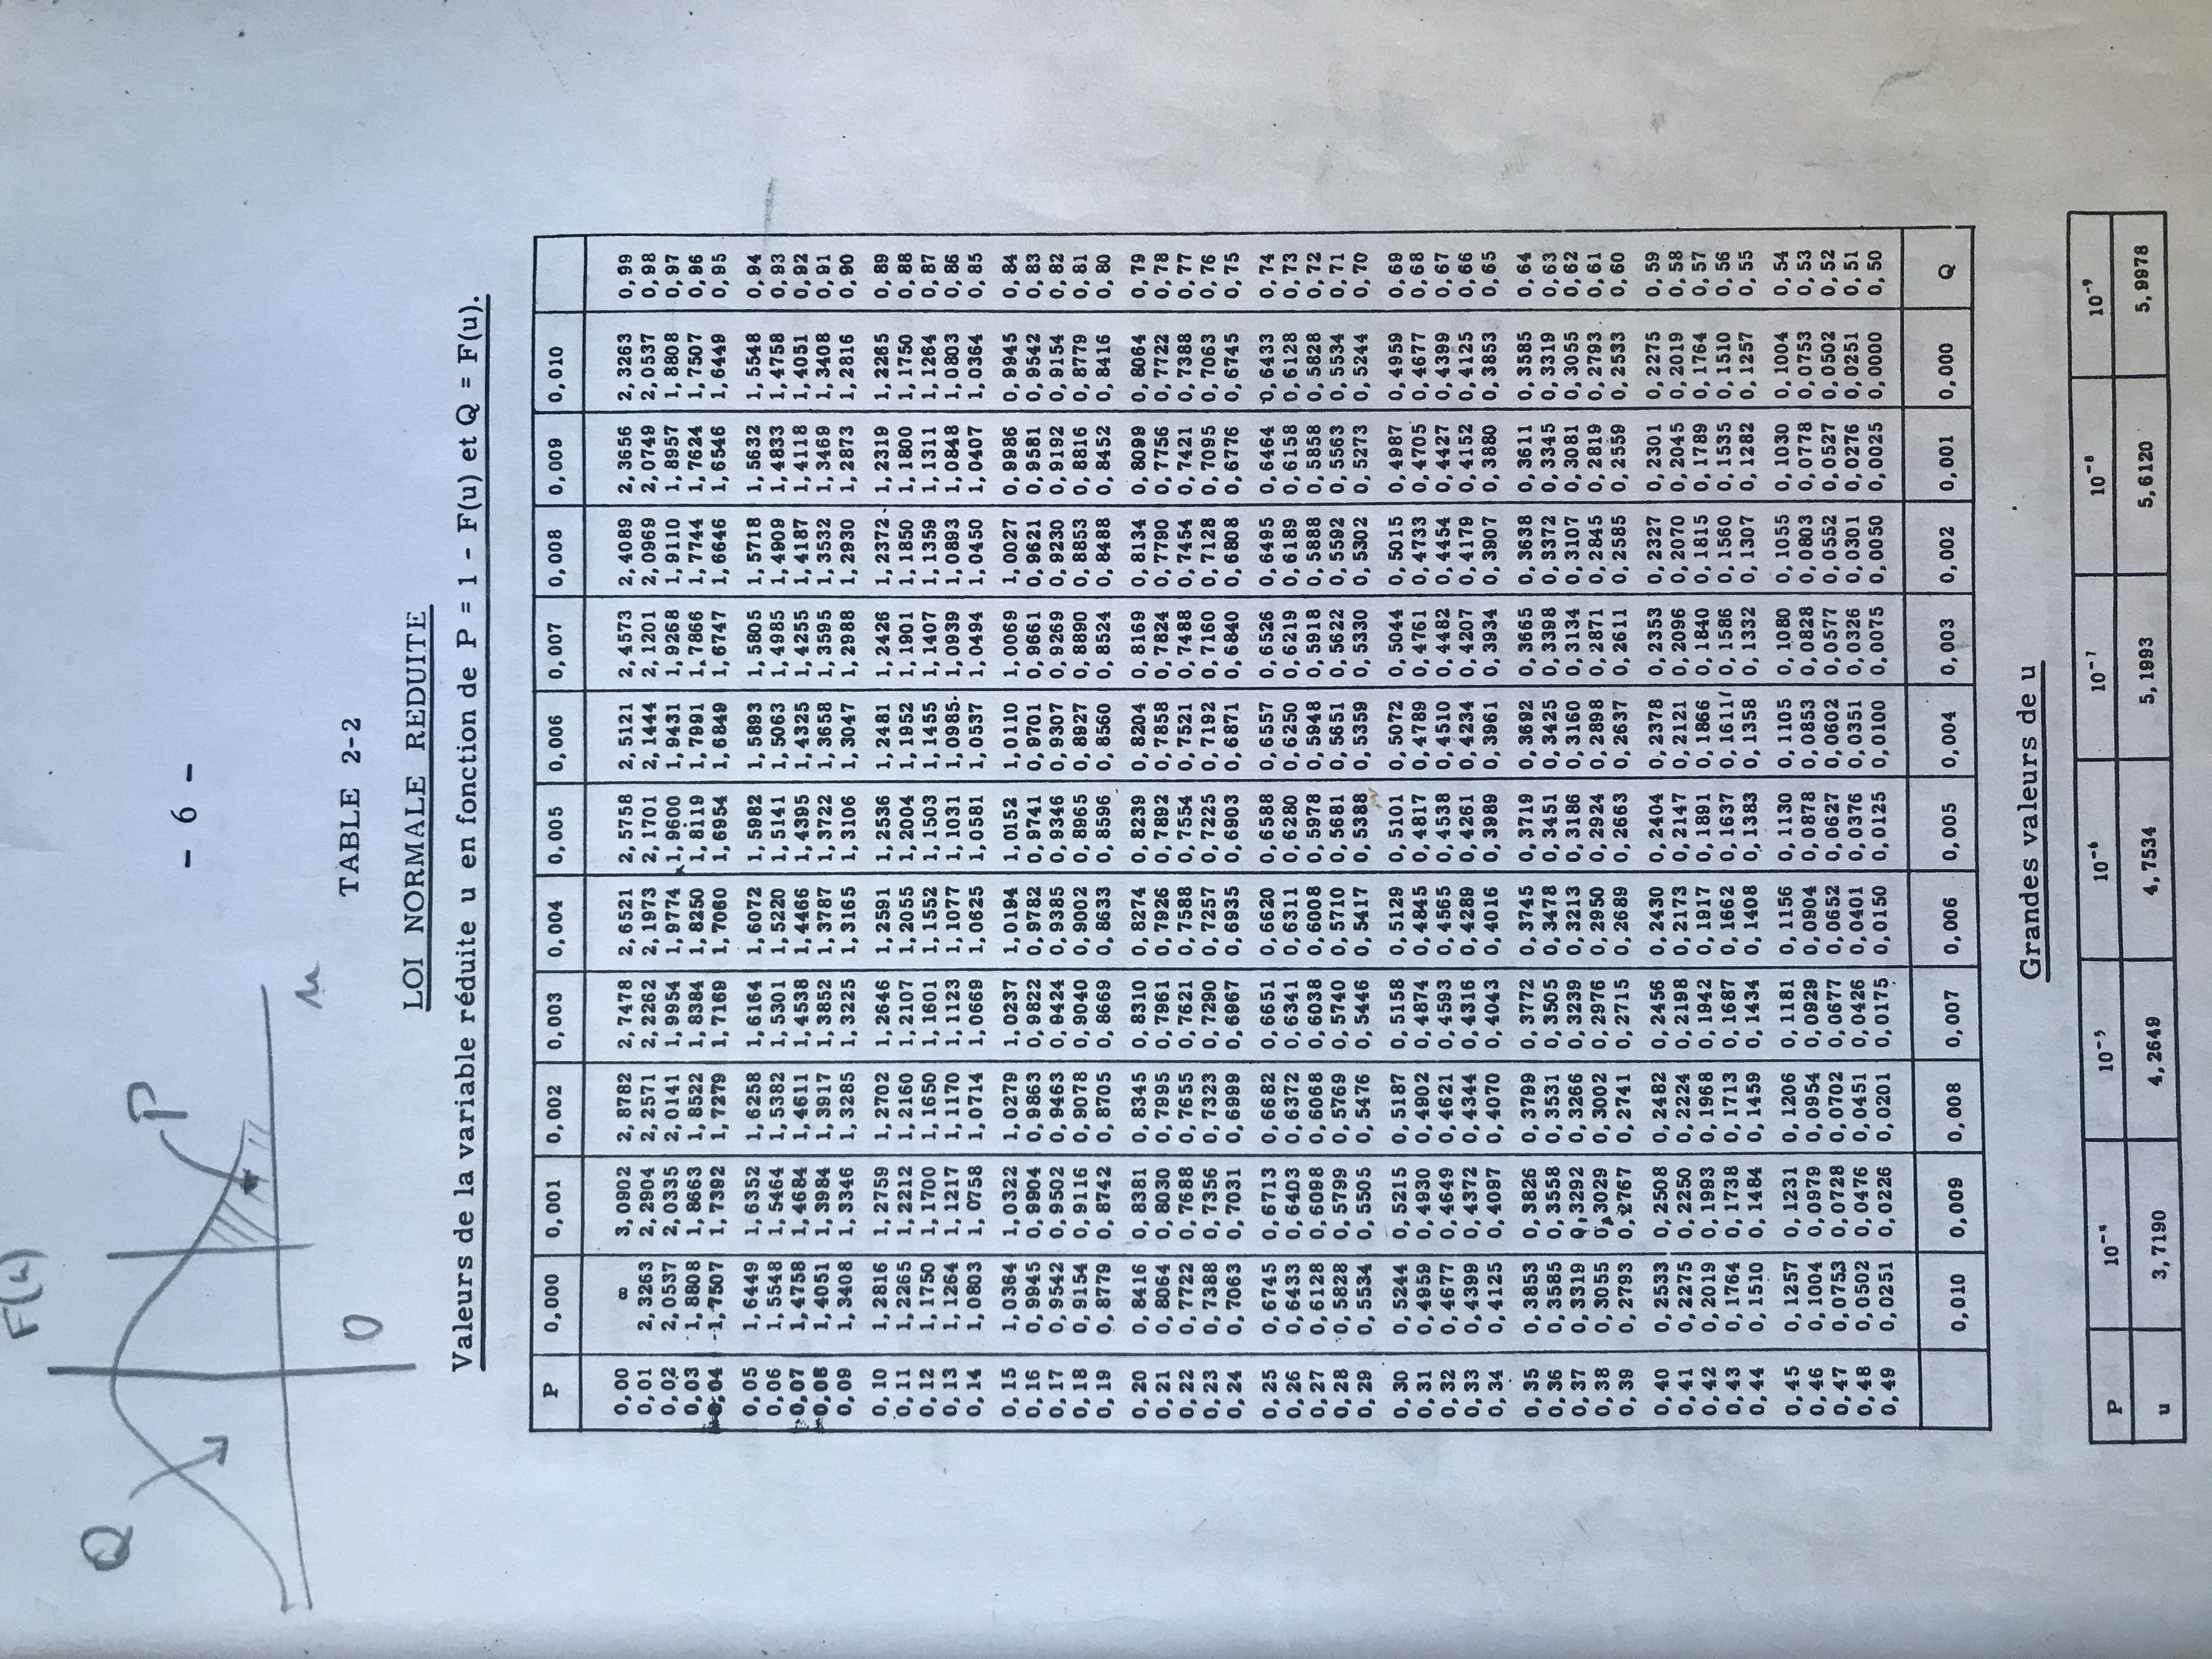 F(u)
Q
P
- 6 -
u
0
TABLE 2-2
LOI NORMALE REDUITE
Valeurs de la variable réduite u en fonction de P = 1 - F(u) et Q = F(u).
P 0,000 0,001 0,002 0,003 0,004 0,005 0,006 0,007 0,008 0,009 0,010
0,00 ∞ 3,0902 2,8782 2,7478 2,6521 2,5758 2,5121 2,4573 2,4089 2,3656 2,3263 0,99
0,01 2,3263 2,2904 2,2571 2,2262 2,1973 2,1701 2,1444 2,1201 2,0969 2,0749 2,0537 0,98
0,02 2,0537 2,0335 2,0141 1,9954 1,9774 1,9600 1,9431 1,9268 1,9110 1,8957 1,8808 0,97
0,03 1,8808 1,8663 1,8522 1,8384 1,8250 1,8119 1,7991 1,7866 1,7744 1,7624 1,7507 0,96
0,04 1,7507 1,7392 1,7279 1,7169 1,7060 1,6954 1,6849 1,6747 1,6646 1,6546 1,6449 0,95
0,05 1,6449 1,6352 1,6258 1,6164 1,6072 1,5982 1,5893 1,5805 1,5718 1,5632 1,5548 0,94
0,06 1,5548 1,5464 1,5382 1,5301 1,5220 1,5141 1,5063 1,4985 1,4909 1,4833 1,4758 0,93
0,07 1,4758 1,4684 1,4611 1,4538 1,4466 1,4395 1,4325 1,4255 1,4187 1,4118 1,4051 0,92
0,08 1,4051 1,3984 1,3917 1,3852 1,3787 1,3722 1,3658 1,3595 1,3532 1,3469 1,3408 0,91
0,09 1,3408 1,3346 1,3285 1,3225 1,3165 1,3106 1,3047 1,2988 1,2930 1,2873 1,2816 0,90
0,10 1,2816 1,2759 1,2702 1,2646 1,2591 1,2536 1,2481 1,2426 1,2372 1,2319 1,2265 0,89
0,11 1,2265 1,2212 1,2160 1,2107 1,2055 1,2004 1,1952 1,1901 1,1850 1,1800 1,1750 0,88
0,12 1,1750 1,1700 1,1650 1,1601 1,1552 1,1503 1,1455 1,1407 1,1359 1,1311 1,1264 0,87
0,13 1,1264 1,1217 1,1170 1,1123 1,1077 1,1031 1,0985 1,0939 1,0893 1,0848 1,0803 0,86
0,14 1,0803 1,0758 1,0714 1,0669 1,0625 1,0581 1,0537 1,0494 1,0450 1,0407 1,0364 0,85
0,15 1,0364 1,0322 1,0279 1,0237 1,0194 1,0152 1,0110 1,0069 1,0027 0,9986 0,9945 0,84
0,16 0,9945 0,9904 0,9863 0,9822 0,9782 0,9741 0,9701 0,9661 0,9621 0,9581 0,9542 0,83
0,17 0,9542 0,9502 0,9463 0,9424 0,9385 0,9346 0,9307 0,9269 0,9230 0,9192 0,9154 0,82
0,18 0,9154 0,9116 0,9078 0,9040 0,9002 0,8965 0,8927 0,8890 0,8853 0,8816 0,8779 0,81
0,19 0,8779 0,8742 0,8705 0,8669 0,8633 0,8596 0,8560 0,8524 0,8488 0,8452 0,8416 0,80
0,20 0,8416 0,8381 0,8345 0,8310 0,8274 0,8239 0,8204 0,8169 0,8134 0,8099 0,8064 0,79
0,21 0,8064 0,8030 0,7995 0,7961 0,7926 0,7892 0,7858 0,7824 0,7790 0,7756 0,7722 0,78
0,22 0,7722 0,7688 0,7655 0,7621 0,7588 0,7554 0,7521 0,7488 0,7454 0,7421 0,7388 0,77
0,23 0,7388 0,7356 0,7323 0,7290 0,7257 0,7225 0,7192 0,7160 0,7128 0,7095 0,7063 0,76
0,24 0,7063 0,7031 0,6999 0,6967 0,6935 0,6903 0,6871 0,6840 0,6808 0,6776 0,6745 0,75
0,25 0,6745 0,6713 0,6682 0,6651 0,6620 0,6588 0,6557 0,6526 0,6495 0,6464 0,6433 0,74
0,26 0,6433 0,6403 0,6372 0,6341 0,6311 0,6280 0,6250 0,6219 0,6189 0,6158 0,6128 0,73
0,27 0,6128 0,6098 0,6068 0,6038 0,6008 0,5978 0,5948 0,5918 0,5888 0,5858 0,5828 0,72
0,28 0,5828 0,5799 0,5769 0,5740 0,5710 0,5681 0,5651 0,5622 0,5592 0,5563 0,5534 0,71
0,29 0,5534 0,5505 0,5476 0,5446 0,5417 0,5388 0,5359 0,5330 0,5302 0,5273 0,5244 0,70
0,30 0,5244 0,5215 0,5187 0,5158 0,5129 0,5101 0,5072 0,5044 0,5015 0,4987 0,4959 0,69
0,31 0,4959 0,4930 0,4902 0,4874 0,4845 0,4817 0,4789 0,4761 0,4733 0,4705 0,4677 0,68
0,32 0,4677 0,4649 0,4621 0,4593 0,4565 0,4538 0,4510 0,4482 0,4454 0,4427 0,4399 0,67
0,33 0,4399 0,4372 0,4344 0,4316 0,4289 0,4261 0,4234 0,4207 0,4179 0,4152 0,4125 0,66
0,34 0,4125 0,4097 0,4070 0,4043 0,4016 0,3989 0,3961 0,3934 0,3907 0,3880 0,3853 0,65
0,35 0,3853 0,3826 0,3799 0,3772 0,3745 0,3719 0,3692 0,3665 0,3638 0,3611 0,3585 0,64
0,36 0,3585 0,3558 0,3531 0,3505 0,3478 0,3451 0,3425 0,3398 0,3372 0,3345 0,3319 0,63
0,37 0,3319 0,3292 0,3266 0,3239 0,3213 0,3186 0,3160 0,3134 0,3107 0,3081 0,3055 0,62
0,38 0,3055 0,3029 0,3002 0,2976 0,2950 0,2924 0,2898 0,2871 0,2845 0,2819 0,2793 0,61
0,39 0,2793 0,2767 0,2741 0,2715 0,2689 0,2663 0,2637 0,2611 0,2585 0,2559 0,2533 0,60
0,40 0,2533 0,2508 0,2482 0,2456 0,2430 0,2404 0,2378 0,2353 0,2327 0,2301 0,2275 0,59
0,41 0,2275 0,2250 0,2224 0,2198 0,2173 0,2147 0,2121 0,2096 0,2070 0,2045 0,2019 0,58
0,42 0,2019 0,1993 0,1968 0,1942 0,1917 0,1891 0,1866 0,1840 0,1815 0,1789 0,1764 0,57
0,43 0,1764 0,1738 0,1713 0,1687 0,1662 0,1637 0,1611 0,1586 0,1560 0,1535 0,1510 0,56
0,44 0,1510 0,1484 0,1459 0,1434 0,1408 0,1383 0,1358 0,1332 0,1307 0,1282 0,1257 0,55
0,45 0,1257 0,1231 0,1206 0,1181 0,1156 0,1130 0,1105 0,1080 0,1055 0,1030 0,1004 0,54
0,46 0,1004 0,0979 0,0954 0,0929 0,0904 0,0878 0,0853 0,0828 0,0803 0,0778 0,0753 0,53
0,47 0,0753 0,0728 0,0702 0,0677 0,0652 0,0627 0,0602 0,0577 0,0552 0,0527 0,0502 0,52
0,48 0,0502 0,0476 0,0451 0,0426 0,0401 0,0376 0,0351 0,0326 0,0301 0,0276 0,0251 0,51
0,49 0,0251 0,0226 0,0201 0,0175 0,0150 0,0125 0,0100 0,0075 0,0050 0,0025 0,0000 0,50
0,010 0,009 0,008 0,007 0,006 0,005 0,004 0,003 0,002 0,001 0,000 Q
Grandes valeurs de u
P 10⁻⁴ 10⁻⁵ 10⁻⁶ 10⁻⁷ 10⁻⁸ 10⁻⁹
u 3,7190 4,2649 4,7534 5,1993 5,6120 5,9978